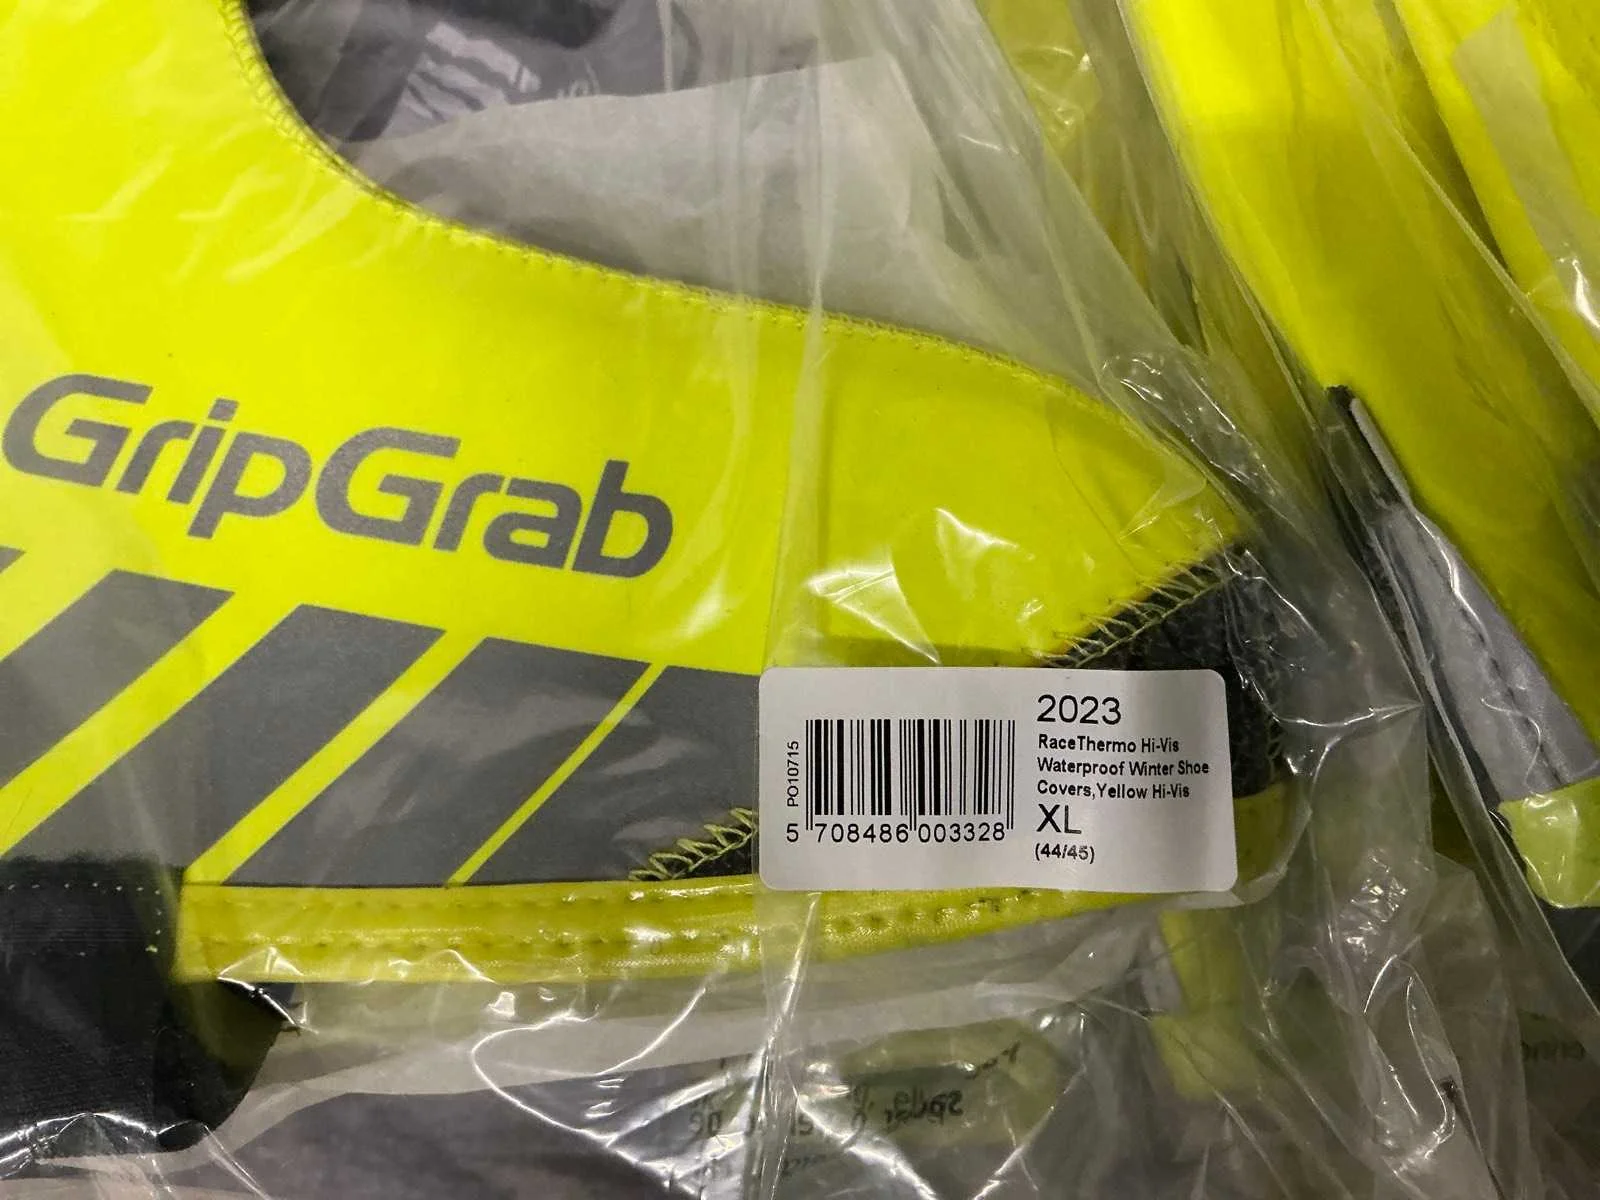 GripGrab
PO10715
5 708486 003328
2023
RaceThermo Hi-Vis
Waterproof Winter Shoe
Covers,Yellow Hi-Vis
XL
(44/45)